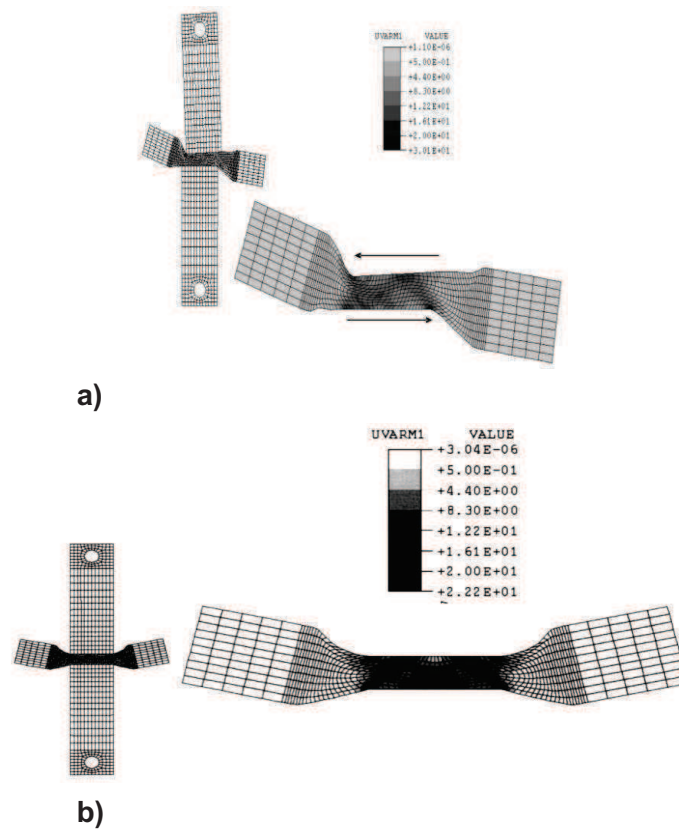 UVARM1 VALUE
+1.10E-06
+5.00E-01
+4.40E+00
+8.30E+00
+1.22E+01
+1.61E+01
+2.00E+01
+3.01E+01
a)
UVARM1 VALUE
+3.04E-06
+5.00E-01
+4.40E+00
+8.30E+00
+1.22E+01
+1.61E+01
+2.00E+01
+2.22E+01
b)